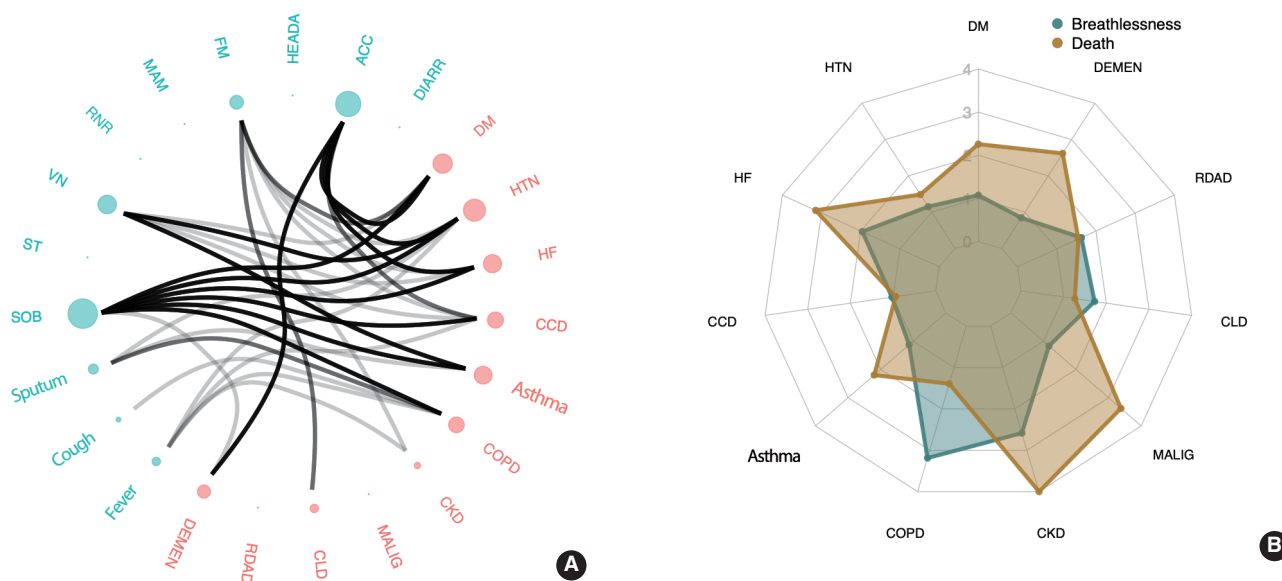 HEADA
FM
ACC
MAM
DIARR
RNR
DM
VN
HTN
ST
HF
SOB
CCD
Sputum
Asthma
Cough
COPD
Fever
CKD
DEMEN
RDAD
CLD
MALIG
A
Breathlessness
Death
DM
HTN
DEMEN
4
3
2
1
0
HF
RDAD
CCD
CLD
Asthma
MALIG
COPD
CKD
B